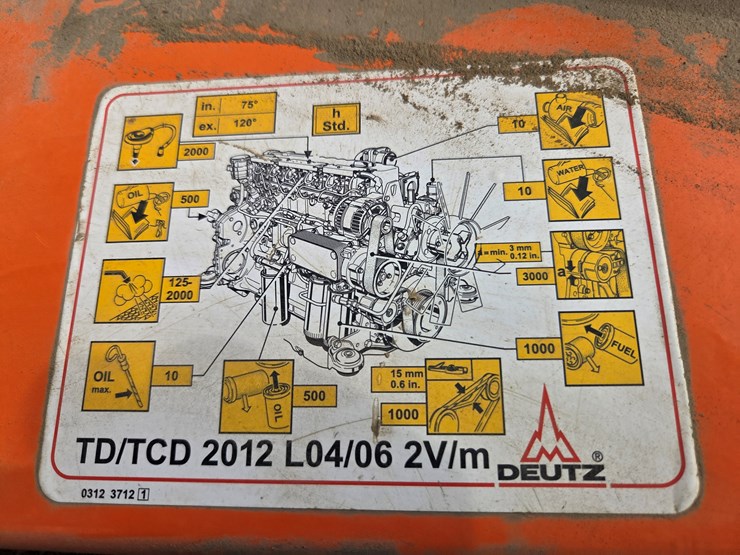 in. 75°
ex. 120°
h
Std.
10
AIR
2000
OIL
500
WATER
10
a=min. 3 mm
0.12 in.
3000
a
125-
2000
1000
FUEL
OIL
max.
10
OIL
500
15 mm
0.6 in.
1000
TD/TCD 2012 L04/06 2V/m
DEUTZ ®
0312 3712 1